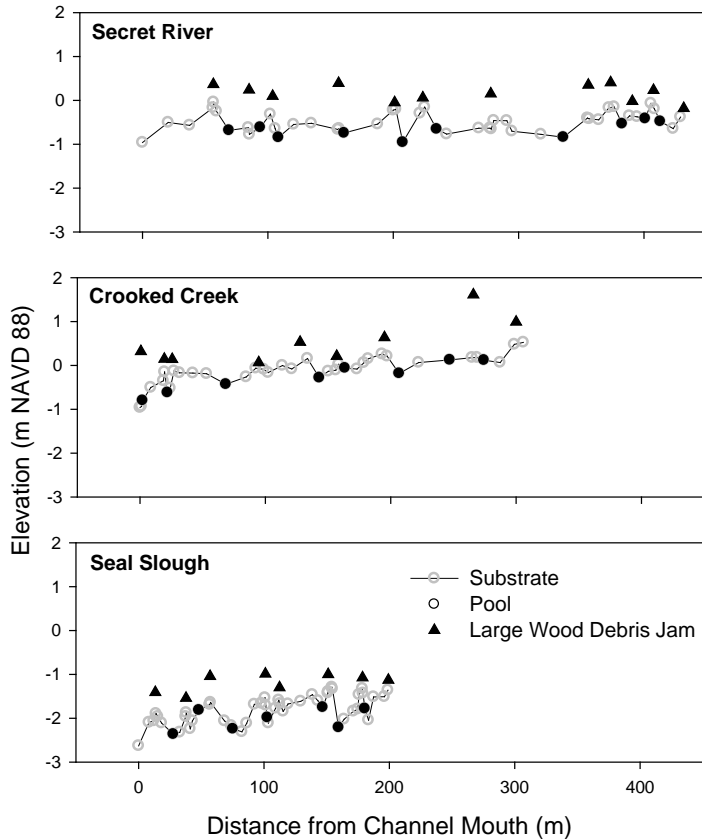 2
Secret River
1
0
-1
-2
-3
2
Crooked Creek
1
0
-1
-2
-3
Elevation (m NAVD 88)
2
Seal Slough
1
Substrate
Pool
0
Large Wood Debris Jam
-1
-2
-3
0
100
200
300
400
Distance from Channel Mouth (m)